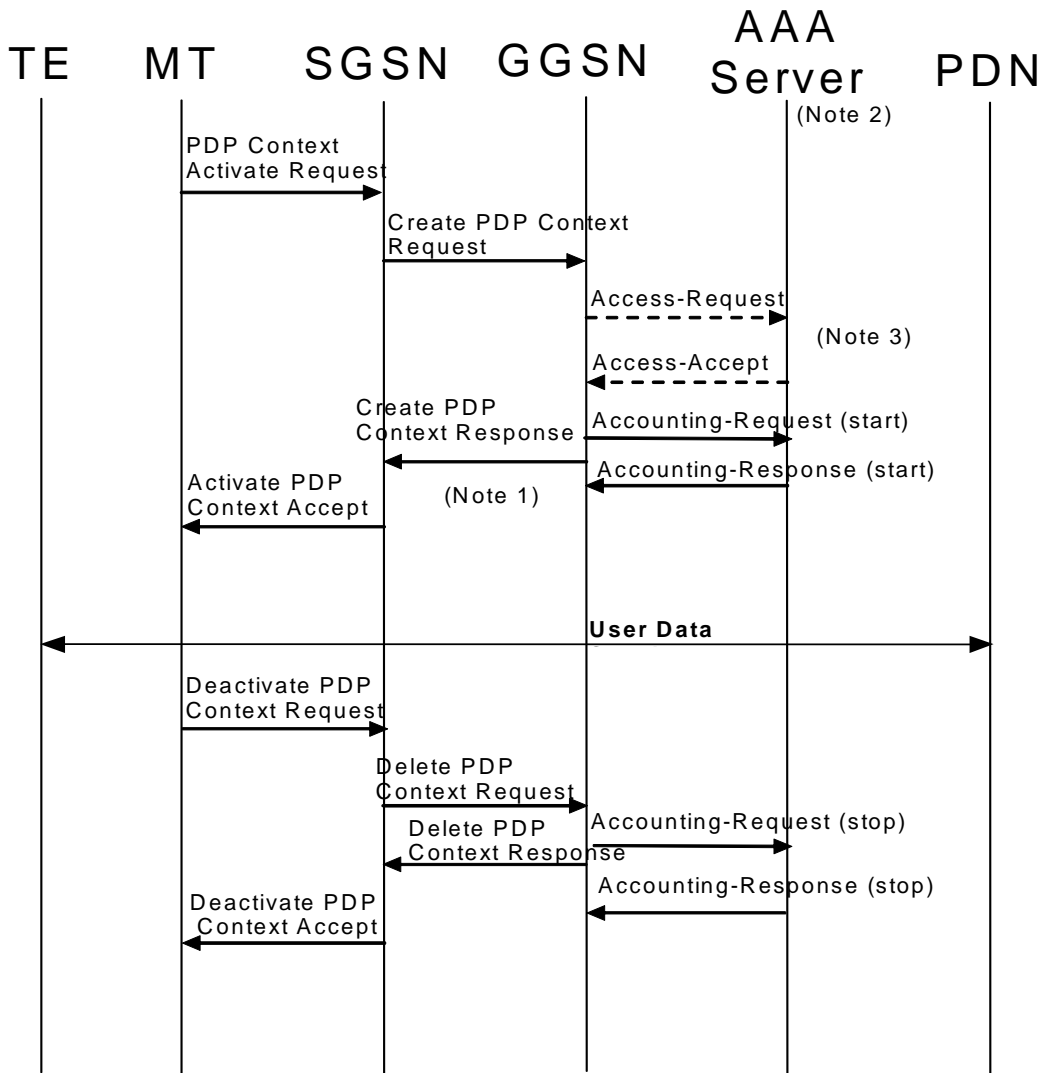 TE MT SGSN GGSN AAA Server PDN
(Note 2)
PDP Context
Activate Request
Create PDP Context
Request
Access-Request
(Note 3)
Access-Accept
Create PDP
Context Response
Accounting-Request (start)
Accounting-Response (start)
Activate PDP
Context Accept
(Note 1)
User Data
Deactivate PDP
Context Request
Delete PDP
Context Request
Accounting-Request (stop)
Delete PDP
Context Response
Accounting-Response (stop)
Deactivate PDP
Context Accept